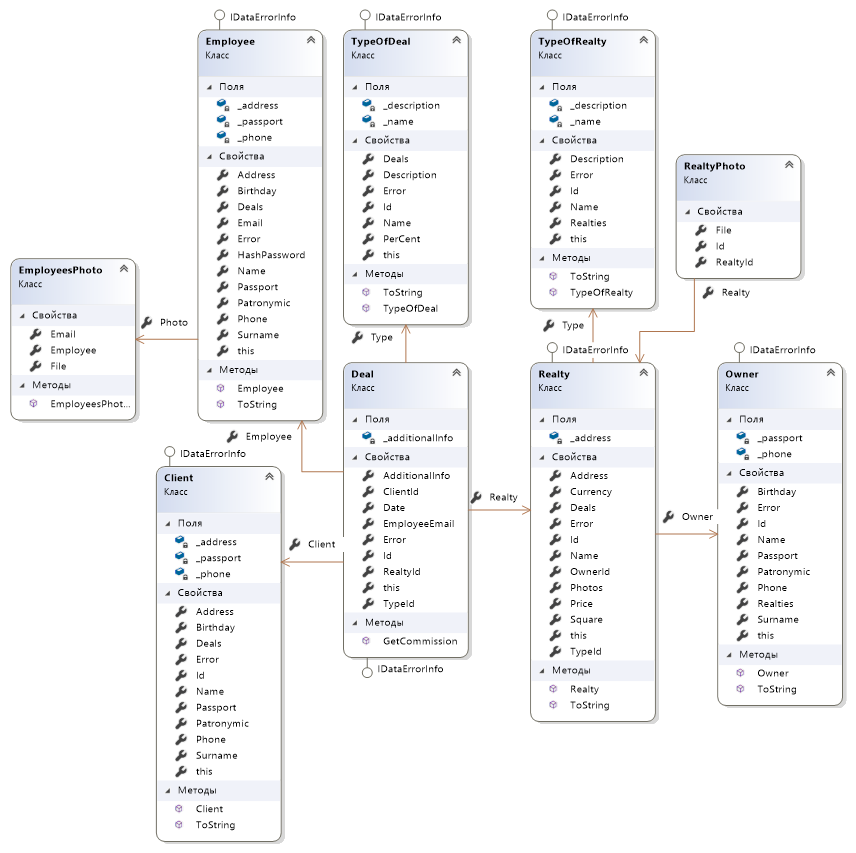 IDataErrorInfo
Employee
Класс
Поля
_address
_passport
_phone
Свойства
Address
Birthday
Deals
Email
Error
HashPassword
Name
Passport
Patronymic
Phone
Surname
this
Методы
Employee
ToString
IDataErrorInfo
TypeOfDeal
Класс
Поля
_description
_name
Свойства
Deals
Description
Error
Id
Name
PerCent
this
Методы
ToString
TypeOfDeal
IDataErrorInfo
TypeOfRealty
Класс
Поля
_description
_name
Свойства
Description
Error
Id
Name
Realties
this
Методы
ToString
TypeOfRealty
RealtyPhoto
Класс
Свойства
File
Id
RealtyId
Realty
EmployeesPhoto
Класс
Свойства
Email
Employee
File
Методы
EmployeesPhot...
Photo
Type
Type
Employee
IDataErrorInfo
Client
Класс
Поля
_address
_passport
_phone
Свойства
Address
Birthday
Deals
Error
Id
Name
Passport
Patronymic
Phone
Surname
this
Методы
Client
ToString
Client
Deal
Класс
Поля
_additionalInfo
Свойства
AdditionalInfo
ClientId
Date
EmployeeEmail
Error
Id
RealtyId
this
TypeId
Методы
GetCommission
IDataErrorInfo
Realty
IDataErrorInfo
Realty
Класс
Поля
_address
Свойства
Address
Currency
Deals
Error
Id
Name
OwnerId
Photos
Price
Square
this
TypeId
Методы
Realty
ToString
Owner
IDataErrorInfo
Owner
Класс
Поля
_passport
_phone
Свойства
Birthday
Error
Id
Name
Passport
Patronymic
Phone
Realties
Surname
this
Методы
Owner
ToString